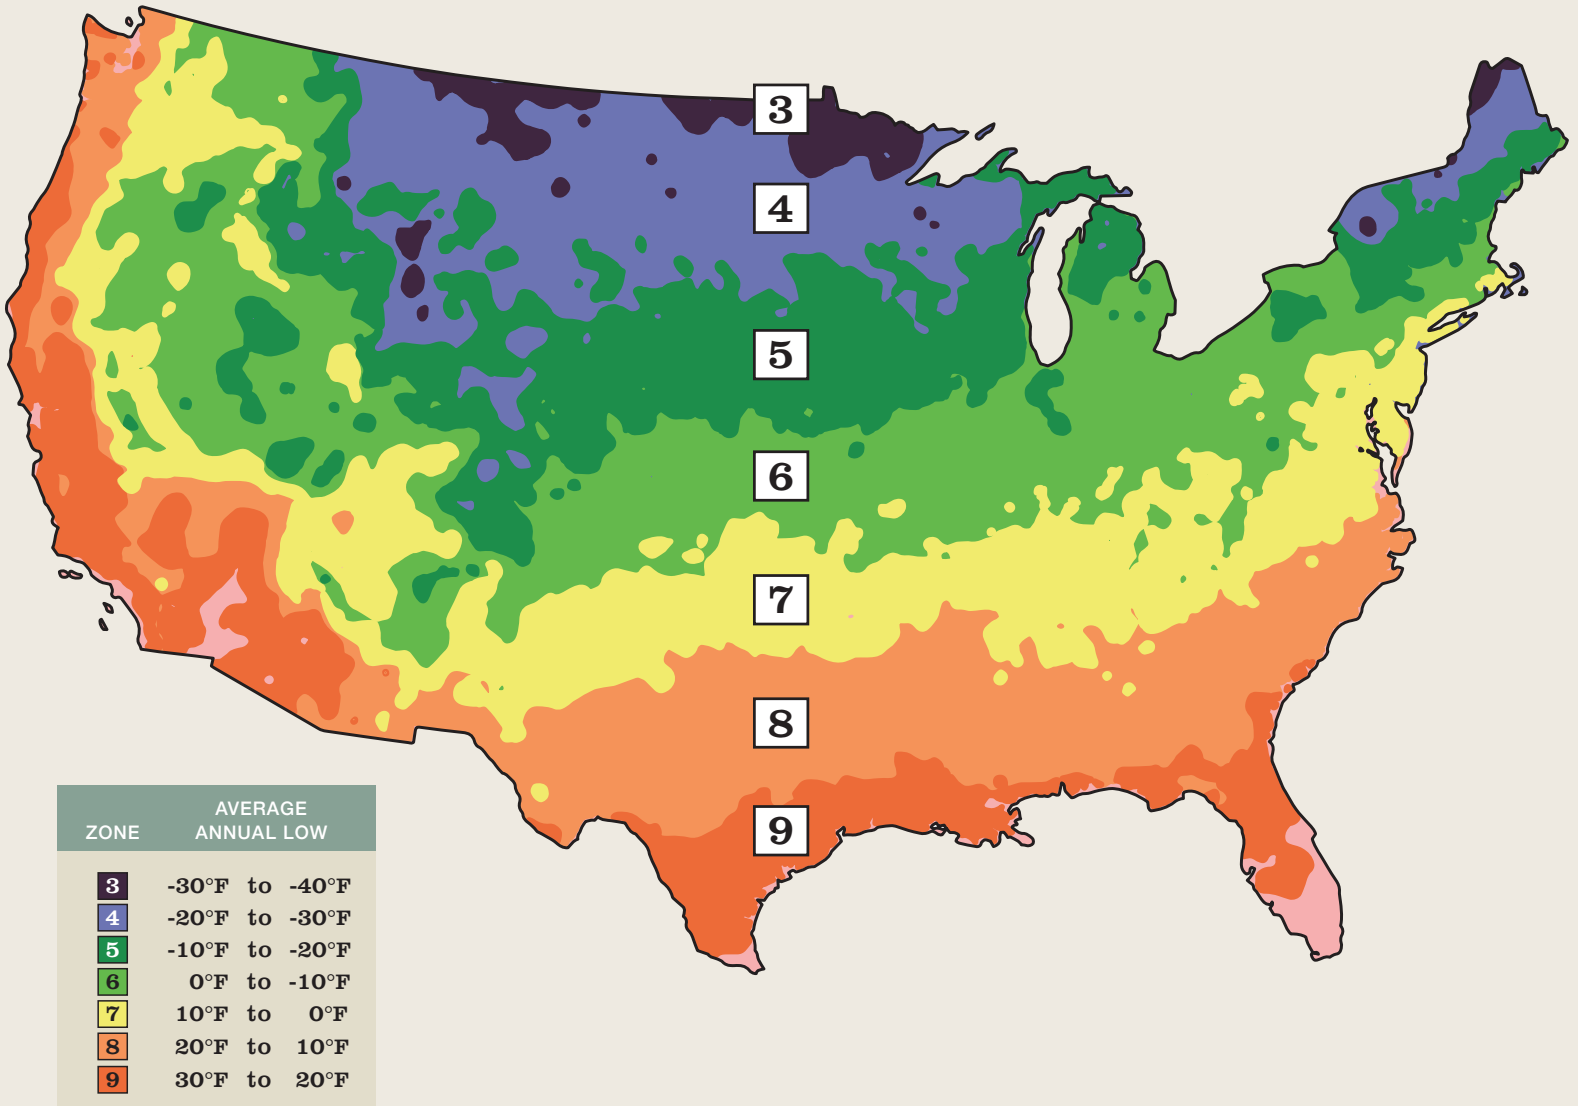 3
4
5
6
7
8
9
AVERAGE
ZONE ANNUAL LOW
3 -30°F to -40°F
4 -20°F to -30°F
5 -10°F to -20°F
6 0°F to -10°F
7 10°F to 0°F
8 20°F to 10°F
9 30°F to 20°F